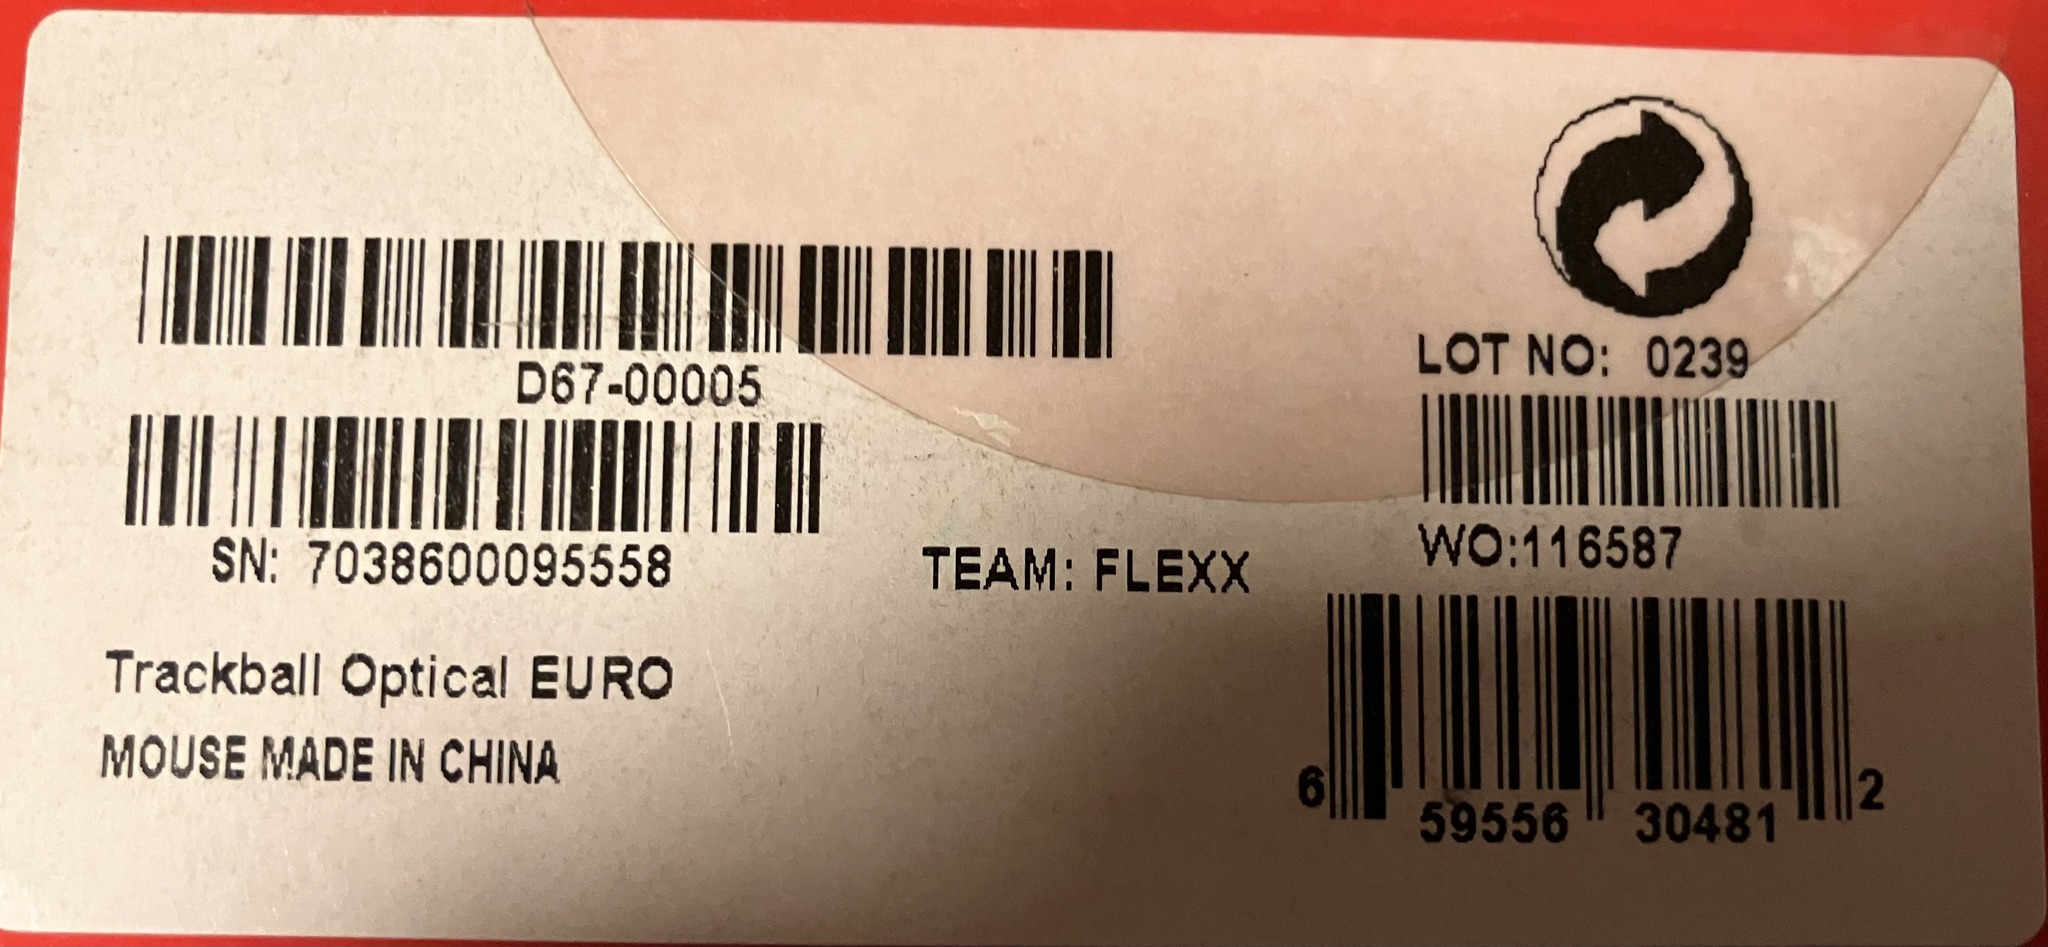 D67-00005
SN: 7038600095558
Trackball Optical EURO
MOUSE MADE IN CHINA
TEAM: FLEXX
LOT NO: 0239
WO:116587
6 59556 30481 2